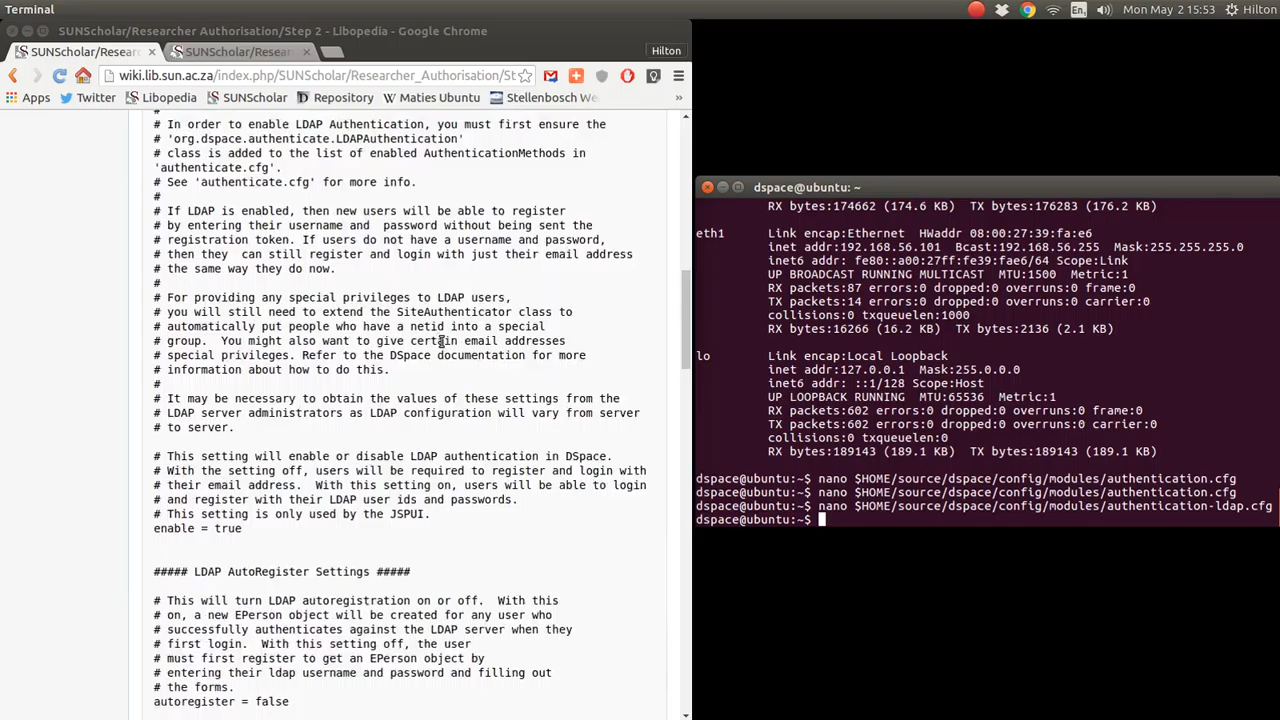 Terminal
En
Mon May 2 15:53
Hilton
SUNScholar/Researcher Authorisation/Step 2 - Libopedia - Google Chrome
SUNScholar/Resear
SUNScholar/Resear
Hilton
wiki.lib.sun.ac.za/index.php/SUNScholar/Researcher_Authorisation/St
Apps
Twitter
Libopedia
SUNScholar
Repository
Maties Ubuntu
Stellenbosch We
»
#
# In order to enable LDAP Authentication, you must first ensure the
# 'org.dspace.authenticate.LDAPAuthentication'
# class is added to the list of enabled AuthenticationMethods in
'authenticate.cfg'.
# See 'authenticate.cfg' for more info.
#
# If LDAP is enabled, then new users will be able to register
# by entering their username and  password without being sent the
# registration token. If users do not have a username and password,
# then they  can still register and login with just their email address
# the same way they do now.
#
# For providing any special privileges to LDAP users,
# you will still need to extend the SiteAuthenticator class to
# automatically put people who have a netid into a special
# group.  You might also want to give certain email addresses
# special privileges. Refer to the DSpace documentation for more
# information about how to do this.
#
# It may be necessary to obtain the values of these settings from the
# LDAP server administrators as LDAP configuration will vary from server
# to server.
# This setting will enable or disable LDAP authentication in DSpace.
# With the setting off, users will be required to register and login with
# their email address.  With this setting on, users will be able to login
# and register with their LDAP user ids and passwords.
# This setting is only used by the JSPUI.
enable = true
##### LDAP AutoRegister Settings #####
# This will turn LDAP autoregistration on or off.  With this
# on, a new EPerson object will be created for any user who
# successfully authenticates against the LDAP server when they
# first login.  With this setting off, the user
# must first register to get an EPerson object by
# entering their ldap username and password and filling out
# the forms.
autoregister = false
dspace@ubuntu: ~
RX bytes:174662 (174.6 KB)  TX bytes:176283 (176.2 KB)
eth1      Link encap:Ethernet  HWaddr 08:00:27:39:fa:e6
inet addr:192.168.56.101  Bcast:192.168.56.255  Mask:255.255.255.0
inet6 addr: fe80::a00:27ff:fe39:fae6/64 Scope:Link
UP BROADCAST RUNNING MULTICAST  MTU:1500  Metric:1
RX packets:87 errors:0 dropped:0 overruns:0 frame:0
TX packets:14 errors:0 dropped:0 overruns:0 carrier:0
collisions:0 txqueuelen:1000
RX bytes:16266 (16.2 KB)  TX bytes:2136 (2.1 KB)
lo        Link encap:Local Loopback
inet addr:127.0.0.1  Mask:255.0.0.0
inet6 addr: ::1/128 Scope:Host
UP LOOPBACK RUNNING  MTU:65536  Metric:1
RX packets:602 errors:0 dropped:0 overruns:0 frame:0
TX packets:602 errors:0 dropped:0 overruns:0 carrier:0
collisions:0 txqueuelen:0
RX bytes:189143 (189.1 KB)  TX bytes:189143 (189.1 KB)
dspace@ubuntu:~$ nano $HOME/source/dspace/config/modules/authentication.cfg
dspace@ubuntu:~$ nano $HOME/source/dspace/config/modules/authentication.cfg
dspace@ubuntu:~$ nano $HOME/source/dspace/config/modules/authentication-ldap.cfg
dspace@ubuntu:~$